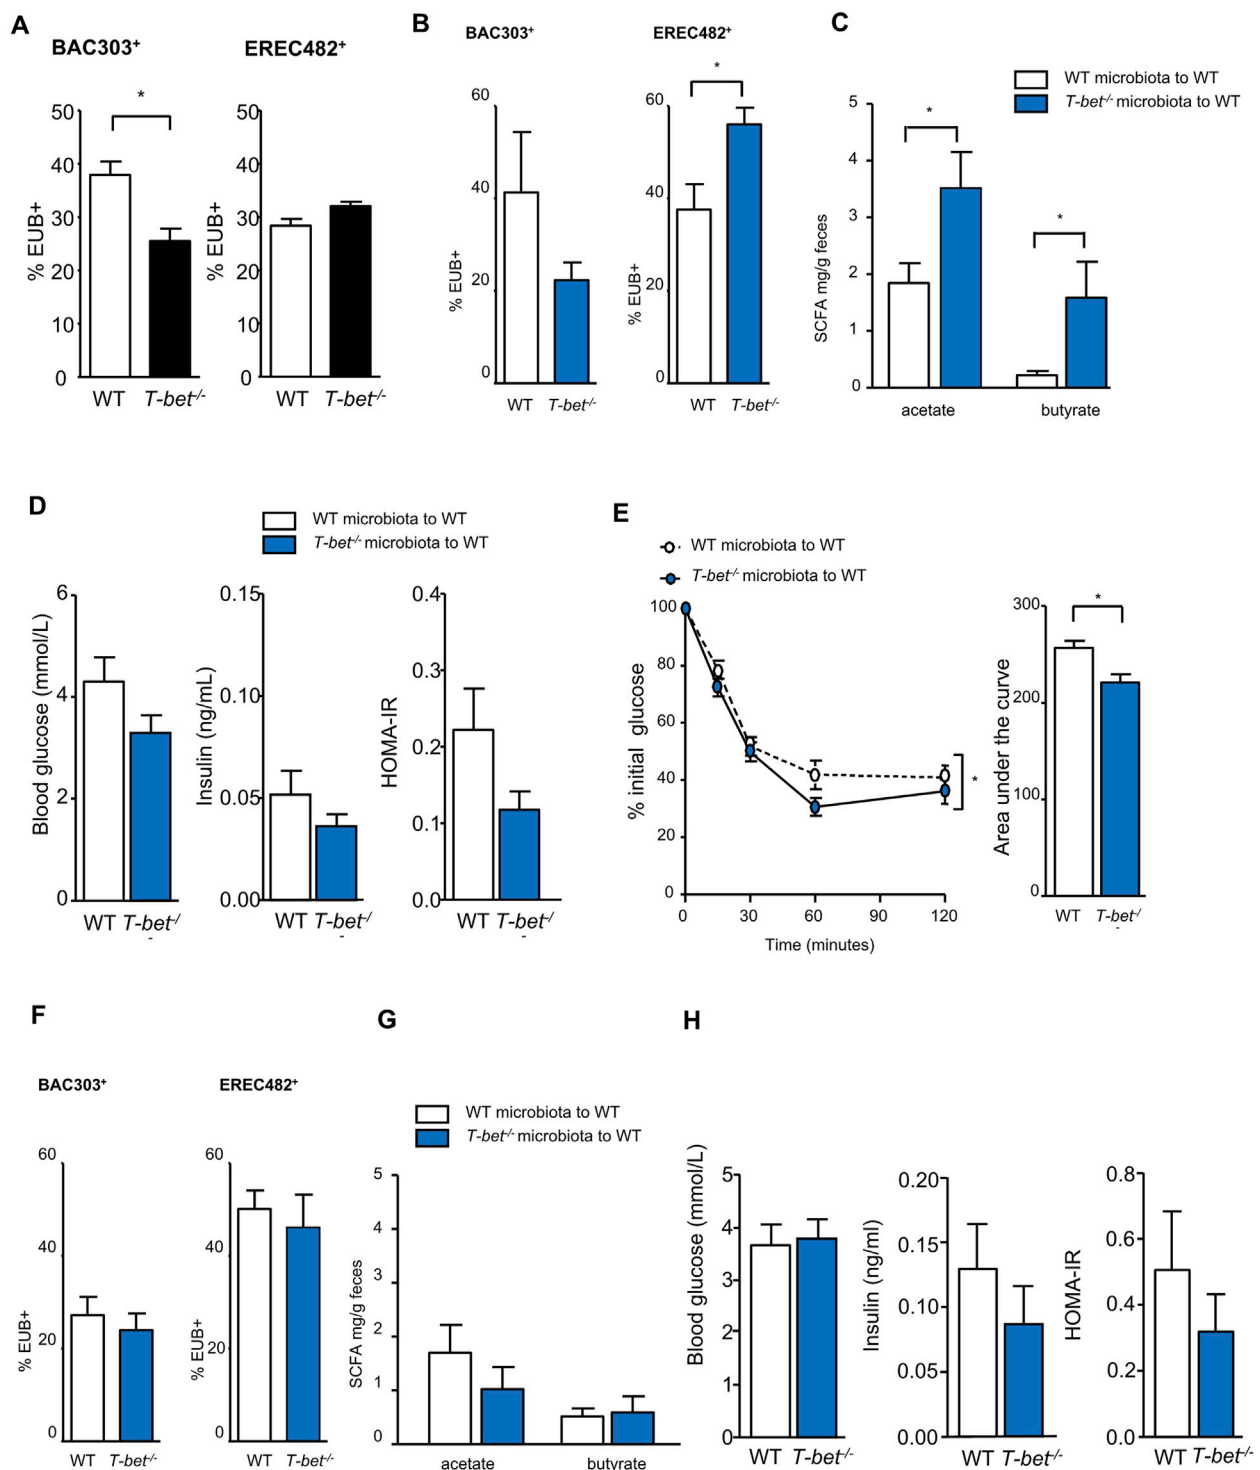 A
BAC303⁺
EREC482⁺
*
50
40
30
20
10
0
% EUB+
WT
T-bet⁻/⁻
50
40
30
20
10
0
% EUB+
WT
T-bet⁻/⁻
B
BAC303⁺
EREC482⁺
60
40
20
0
% EUB+
WT
T-bet⁻/⁻
*
60
40
20
0
% EUB+
WT
T-bet⁻/⁻
C
WT microbiota to WT
T-bet⁻/⁻ microbiota to WT
5
4
3
2
1
0
SCFA mg/g feces
*
*
acetate
butyrate
D
WT microbiota to WT
T-bet⁻/⁻ microbiota to WT
6
4
2
0
Blood glucose (mmol/L)
WT
T-bet⁻/
-
0.15
0.10
0.05
0.00
Insulin (ng/mL)
WT
T-bet⁻/
-
0.4
0.3
0.2
0.1
0.0
HOMA-IR
WT
T-bet⁻/
-
E
WT microbiota to WT
T-bet⁻/⁻ microbiota to WT
100
80
60
40
20
0
% initial glucose
*
0
30
60
90
120
Time (minutes)
300
200
100
0
Area under the curve
*
WT
T-bet⁻/
-
F
BAC303⁺
EREC482⁺
60
40
20
0
% EUB+
WT
T-bet⁻/⁻
60
40
20
0
% EUB+
WT
T-bet⁻/⁻
G
WT microbiota to WT
T-bet⁻/⁻ microbiota to WT
5
4
3
2
1
0
SCFA mg/g feces
acetate
butyrate
H
5
4
3
2
1
0
Blood glucose (mmol/L)
WT
T-bet⁻/⁻
0.20
0.15
0.10
0.05
0.00
Insulin (ng/ml)
WT
T-bet⁻/⁻
0.8
0.6
0.4
0.2
0.0
HOMA-IR
WT
T-bet⁻/⁻